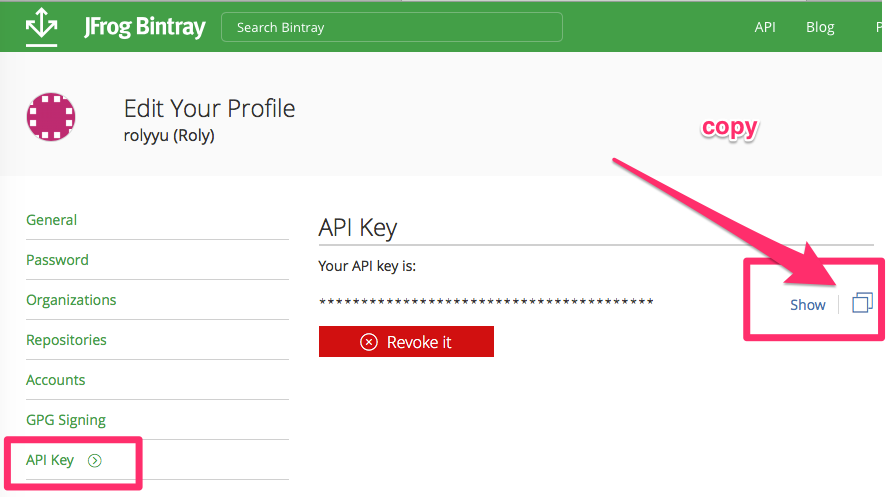 JFrog Bintray
Search Bintray
API
Blog
P
Edit Your Profile
rolyyu (Roly)
copy
General
Password
Organizations
Repositories
Accounts
GPG Signing
API Key
API Key
Your API key is:
****************************************
Show
Revoke it